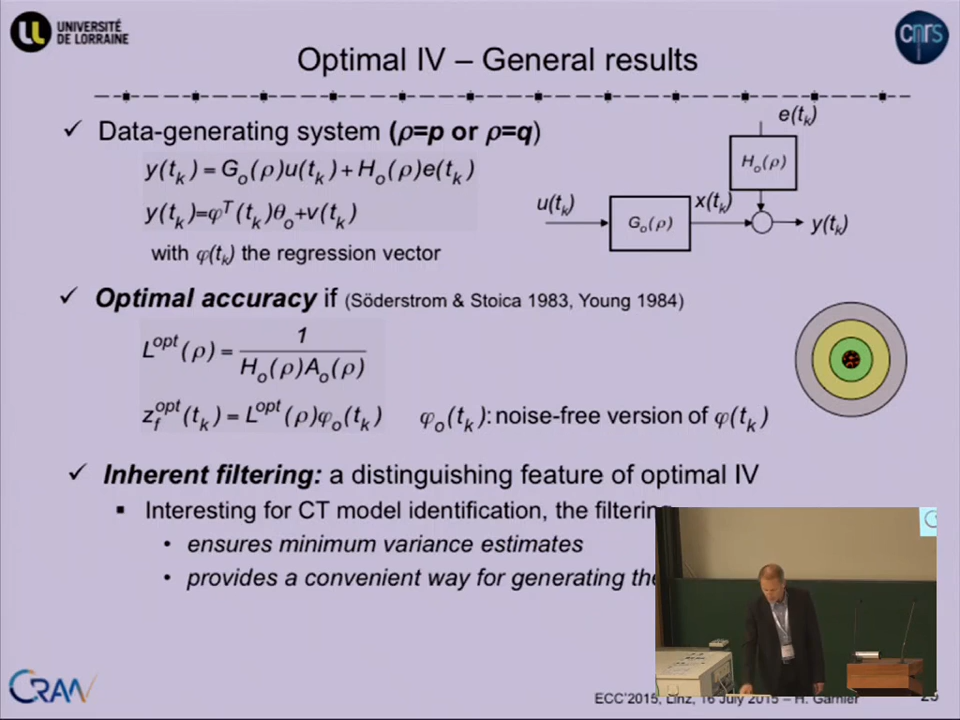 UNIVERSITÉ
DE LORRAINE
cnrs
Optimal IV – General results
✓ Data-generating system (ρ=p or ρ=q)
y(t_k) = G_o(ρ)u(t_k) + H_o(ρ)e(t_k)
y(t_k)=φ^T(t_k)θ_o+v(t_k)
with φ(t_k) the regression vector
e(t_k)
H_o(ρ)
u(t_k)
G_o(ρ)
x(t_k)
y(t_k)
✓ Optimal accuracy if (Söderstrom & Stoica 1983, Young 1984)
L^opt(ρ) = 1 / H_o(ρ)A_o(ρ)
z_f^opt(t_k) = L^opt(ρ)φ_o(t_k) φ_o(t_k): noise-free version of φ(t_k)
✓ Inherent filtering: a distinguishing feature of optimal IV
▪ Interesting for CT model identification, the filtering
• ensures minimum variance estimates
• provides a convenient way for generating the
CRAN
ECC'2015, Linz, 16 July 2015 – H. Garnier